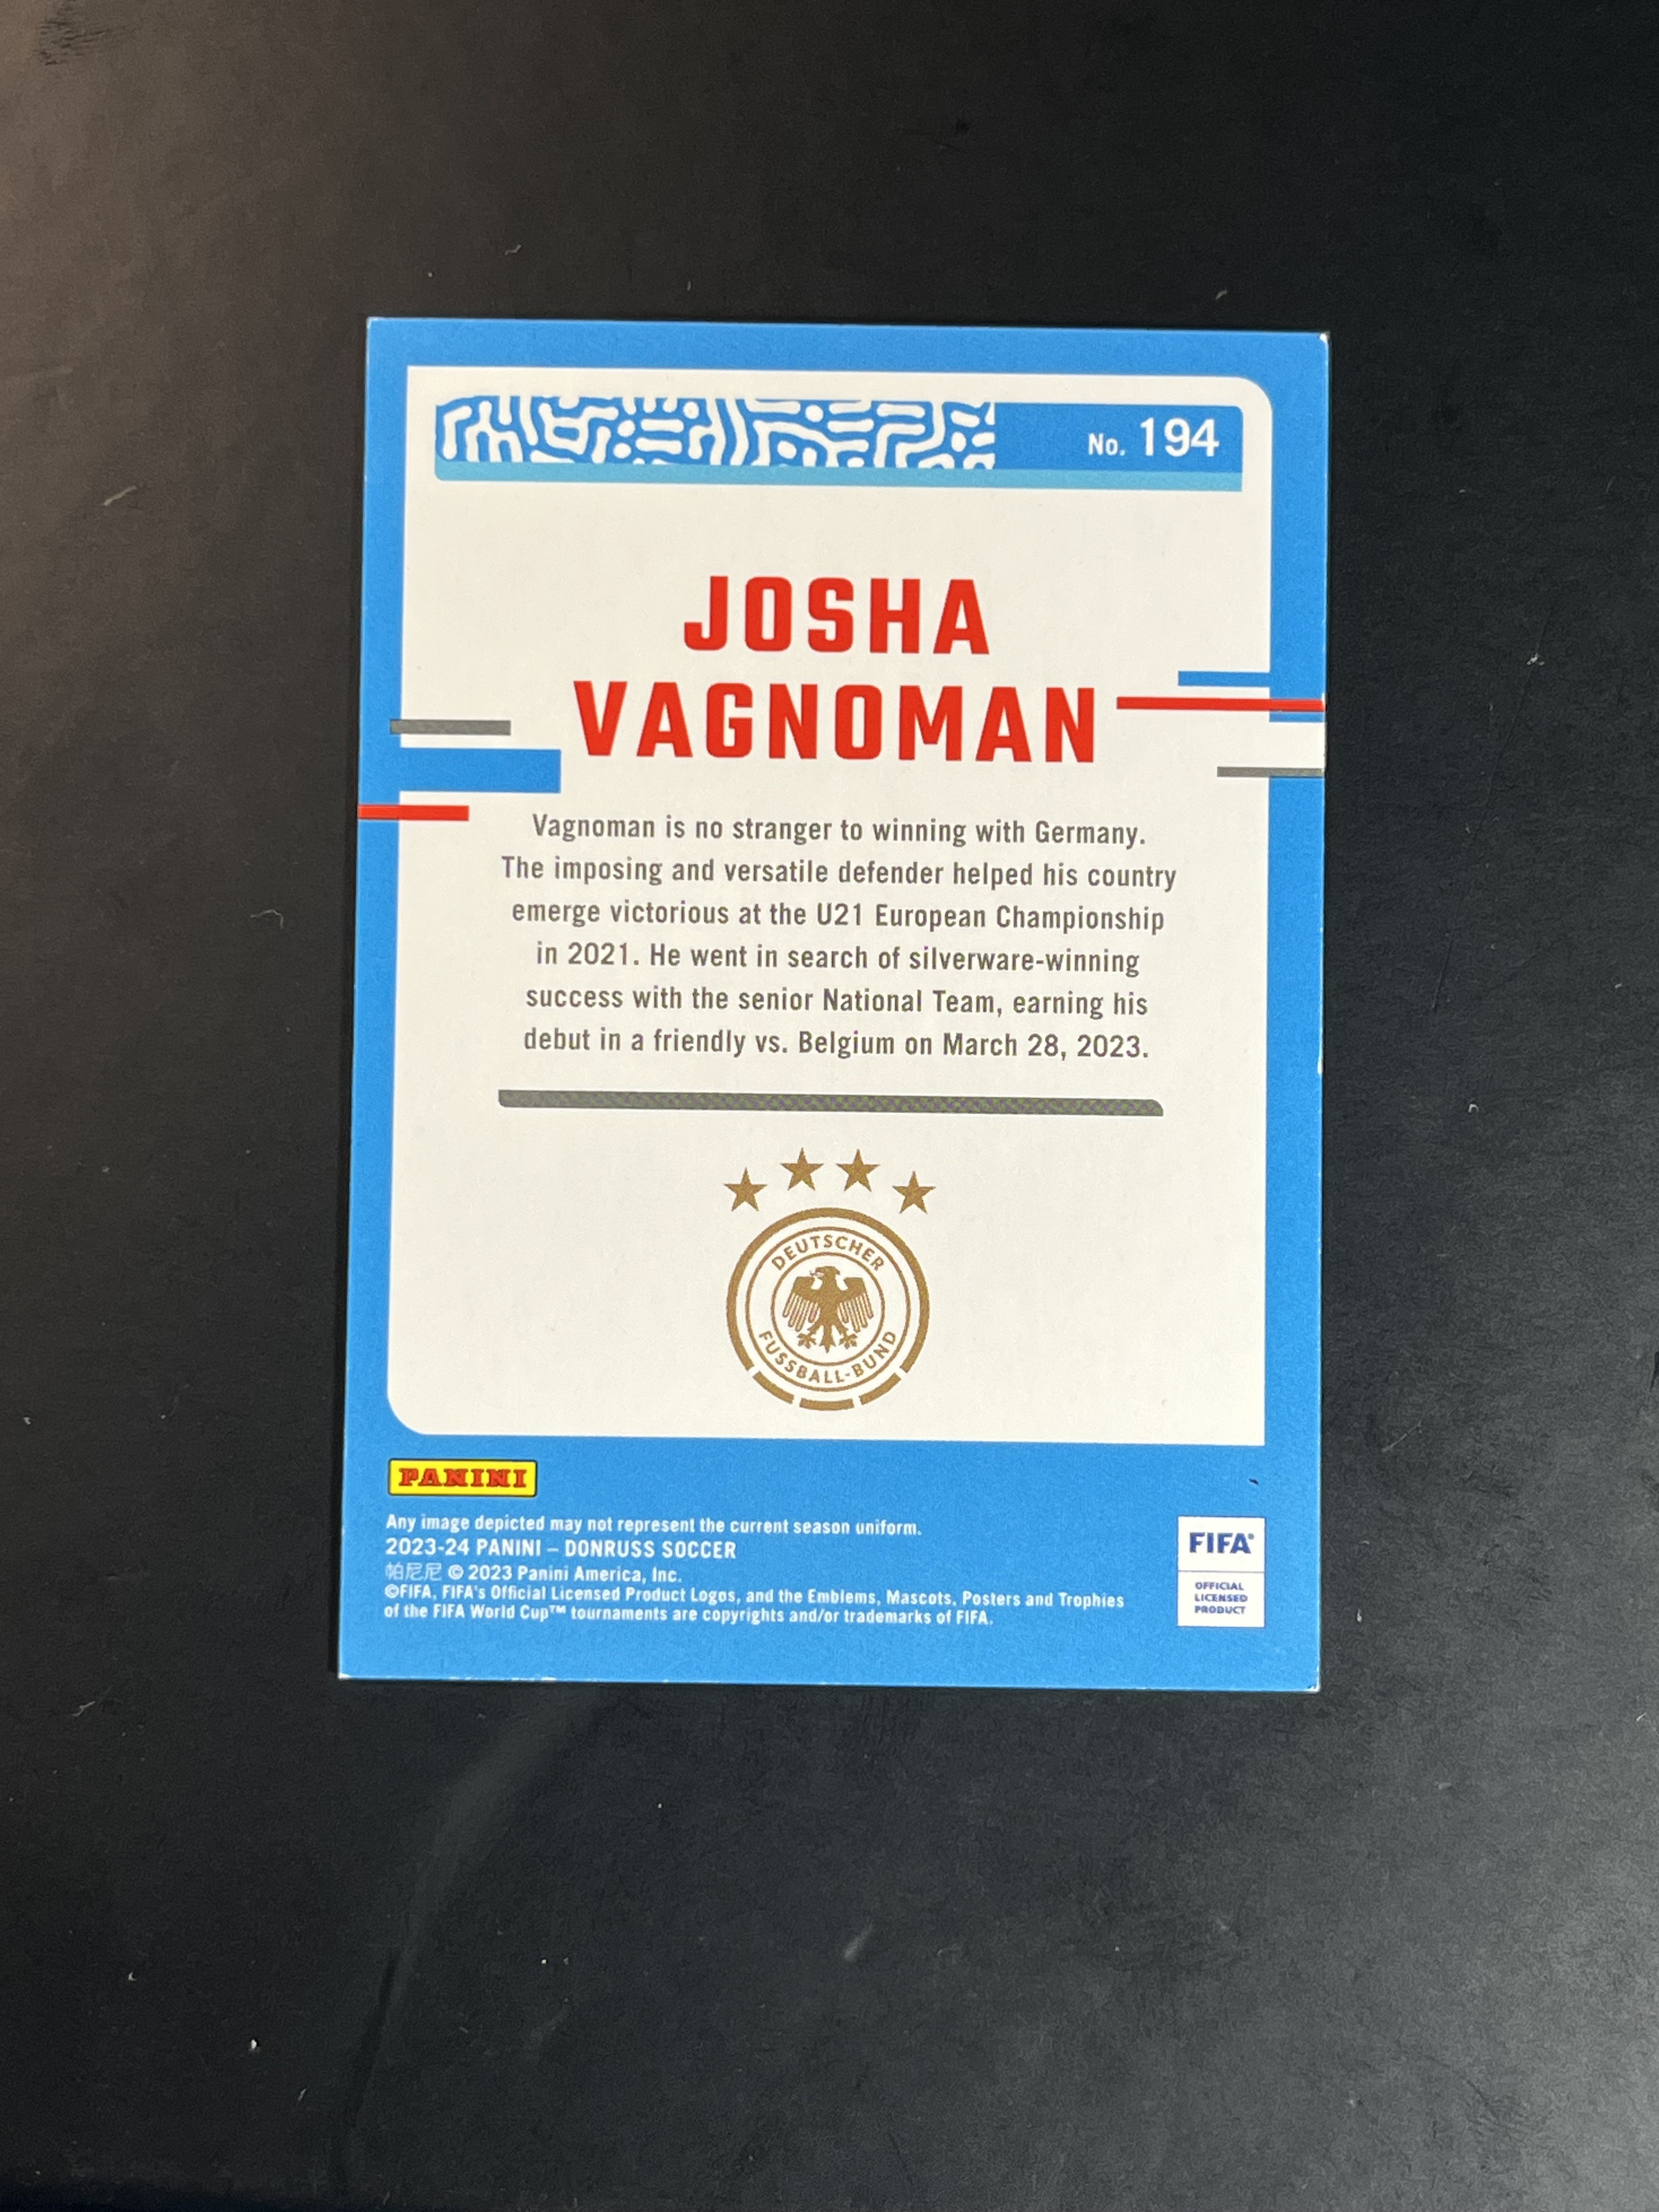 No. 194
JOSHA
VAGNOMAN
Vagnoman is no stranger to winning with Germany.
The imposing and versatile defender helped his country
emerge victorious at the U21 European Championship
in 2021. He went in search of silverware-winning
success with the senior National Team, earning his
debut in a friendly vs. Belgium on March 28, 2023.
DEUTSCHER
FUSSBALL-BUND
PANINI
Any image depicted may not represent the current season uniform.
2023-24 PANINI – DONRUSS SOCCER
帕尼尼 © 2023 Panini America, Inc.
©FIFA, FIFA's Official Licensed Product Logos, and the Emblems, Mascots, Posters and Trophies
of the FIFA World Cup™ tournaments are copyrights and/or trademarks of FIFA.
FIFA®
OFFICIAL
LICENSED
PRODUCT